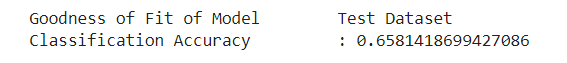 Goodness of Fit of Model        Test Dataset
Classification Accuracy         : 0.6581418699427086